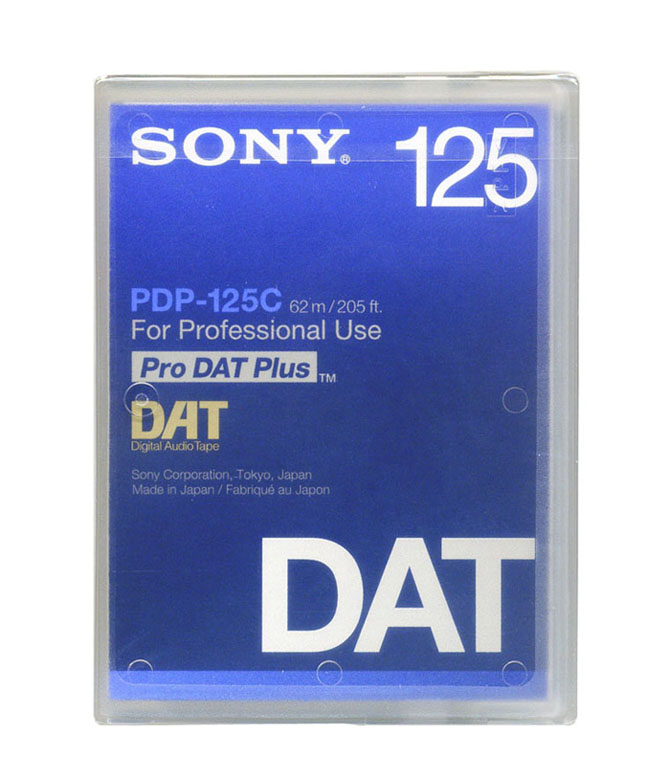 SONY® 125
PDP-125C 62 m / 205 ft.
For Professional Use
Pro DAT Plus™
DAT
Digital Audio Tape
Sony Corporation, Tokyo, Japan
Made in Japan / Fabriqué au Japon
DAT